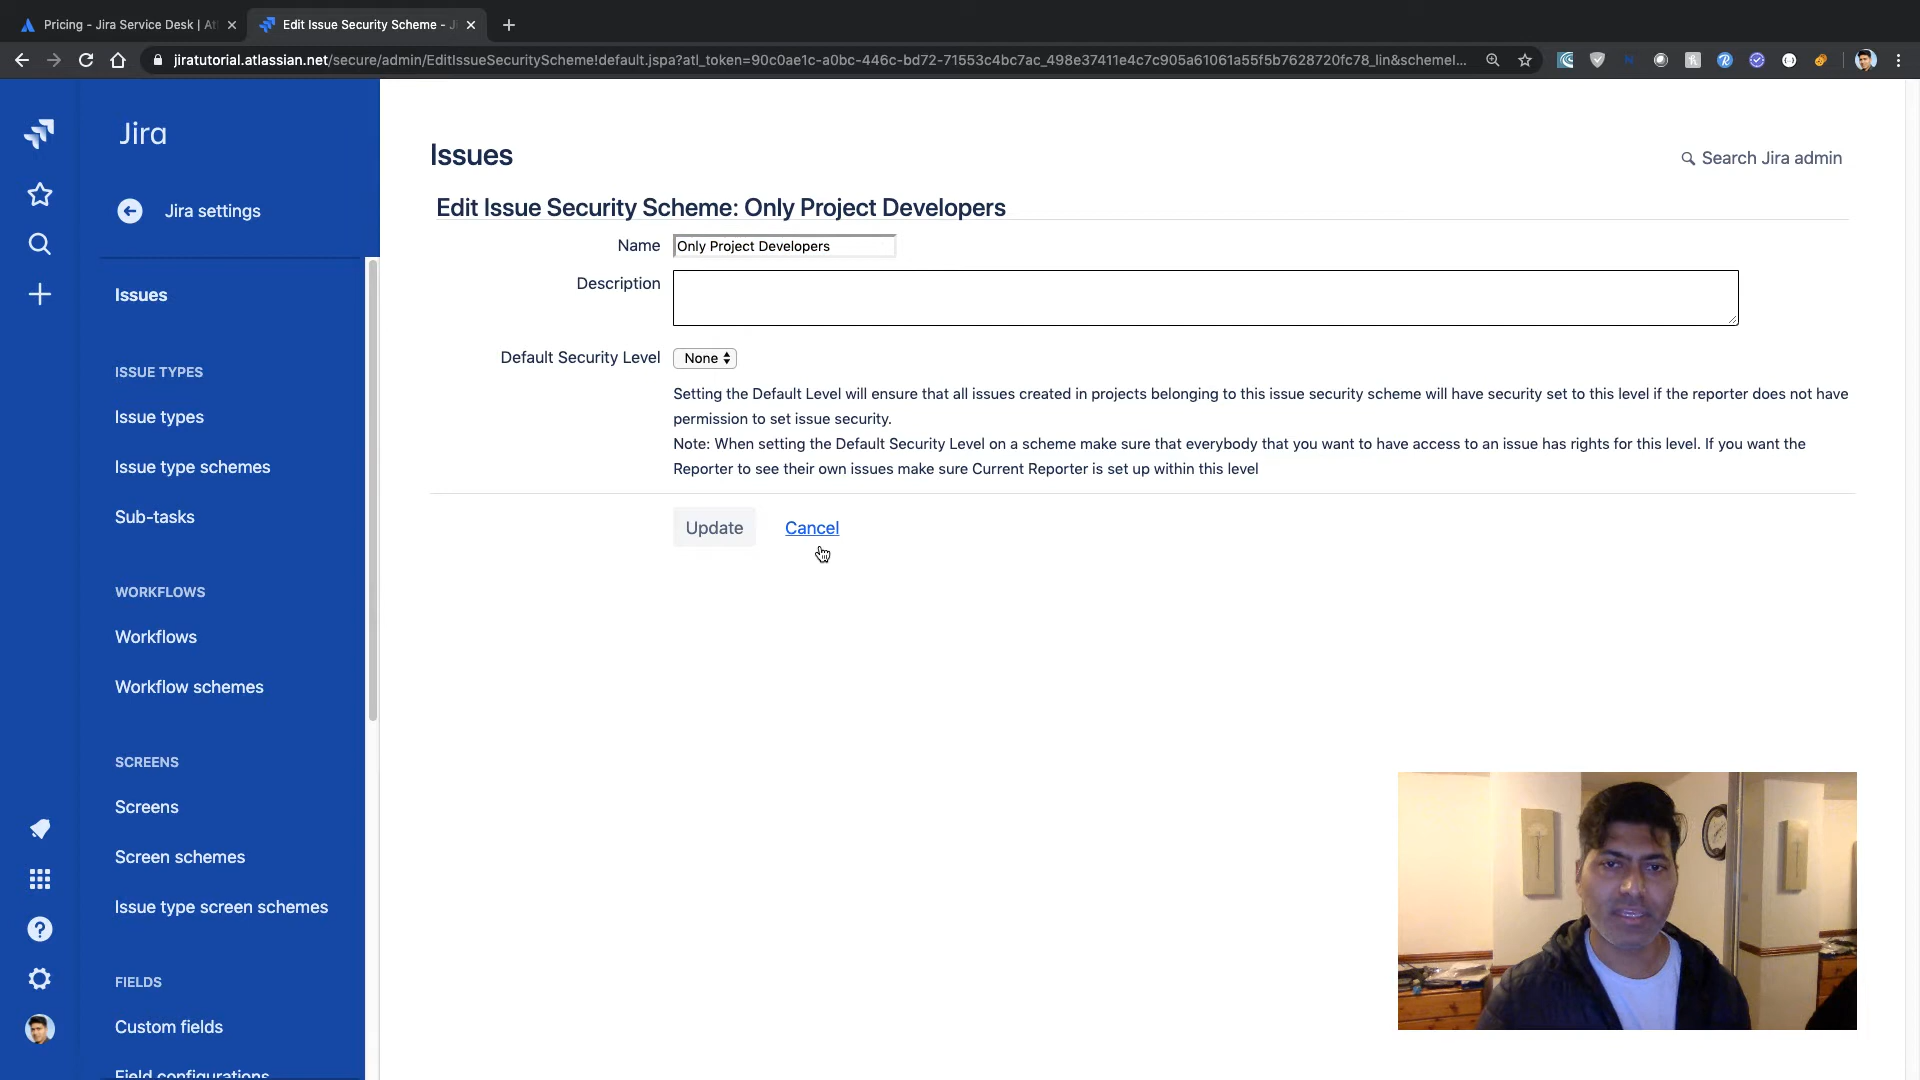 Pricing - Jira Service Desk | At
Edit Issue Security Scheme - Ji
jiratutorial.atlassian.net/secure/admin/EditIssueSecurityScheme!default.jspa?atl_token=90c0ae1c-a0bc-446c-bd72-71553c4bc7ac_498e37411e4c7c905a61061a55f5b7628720fc78_lin&schemeI...
Jira
Jira settings
Issues
ISSUE TYPES
Issue types
Issue type schemes
Sub-tasks
WORKFLOWS
Workflows
Workflow schemes
SCREENS
Screens
Screen schemes
Issue type screen schemes
FIELDS
Custom fields
Field configurations
Issues
Search Jira admin
Edit Issue Security Scheme: Only Project Developers
Name
Only Project Developers
Description
Default Security Level
None
Setting the Default Level will ensure that all issues created in projects belonging to this issue security scheme will have security set to this level if the reporter does not have
permission to set issue security.
Note: When setting the Default Security Level on a scheme make sure that everybody that you want to have access to an issue has rights for this level. If you want the
Reporter to see their own issues make sure Current Reporter is set up within this level
Update
Cancel